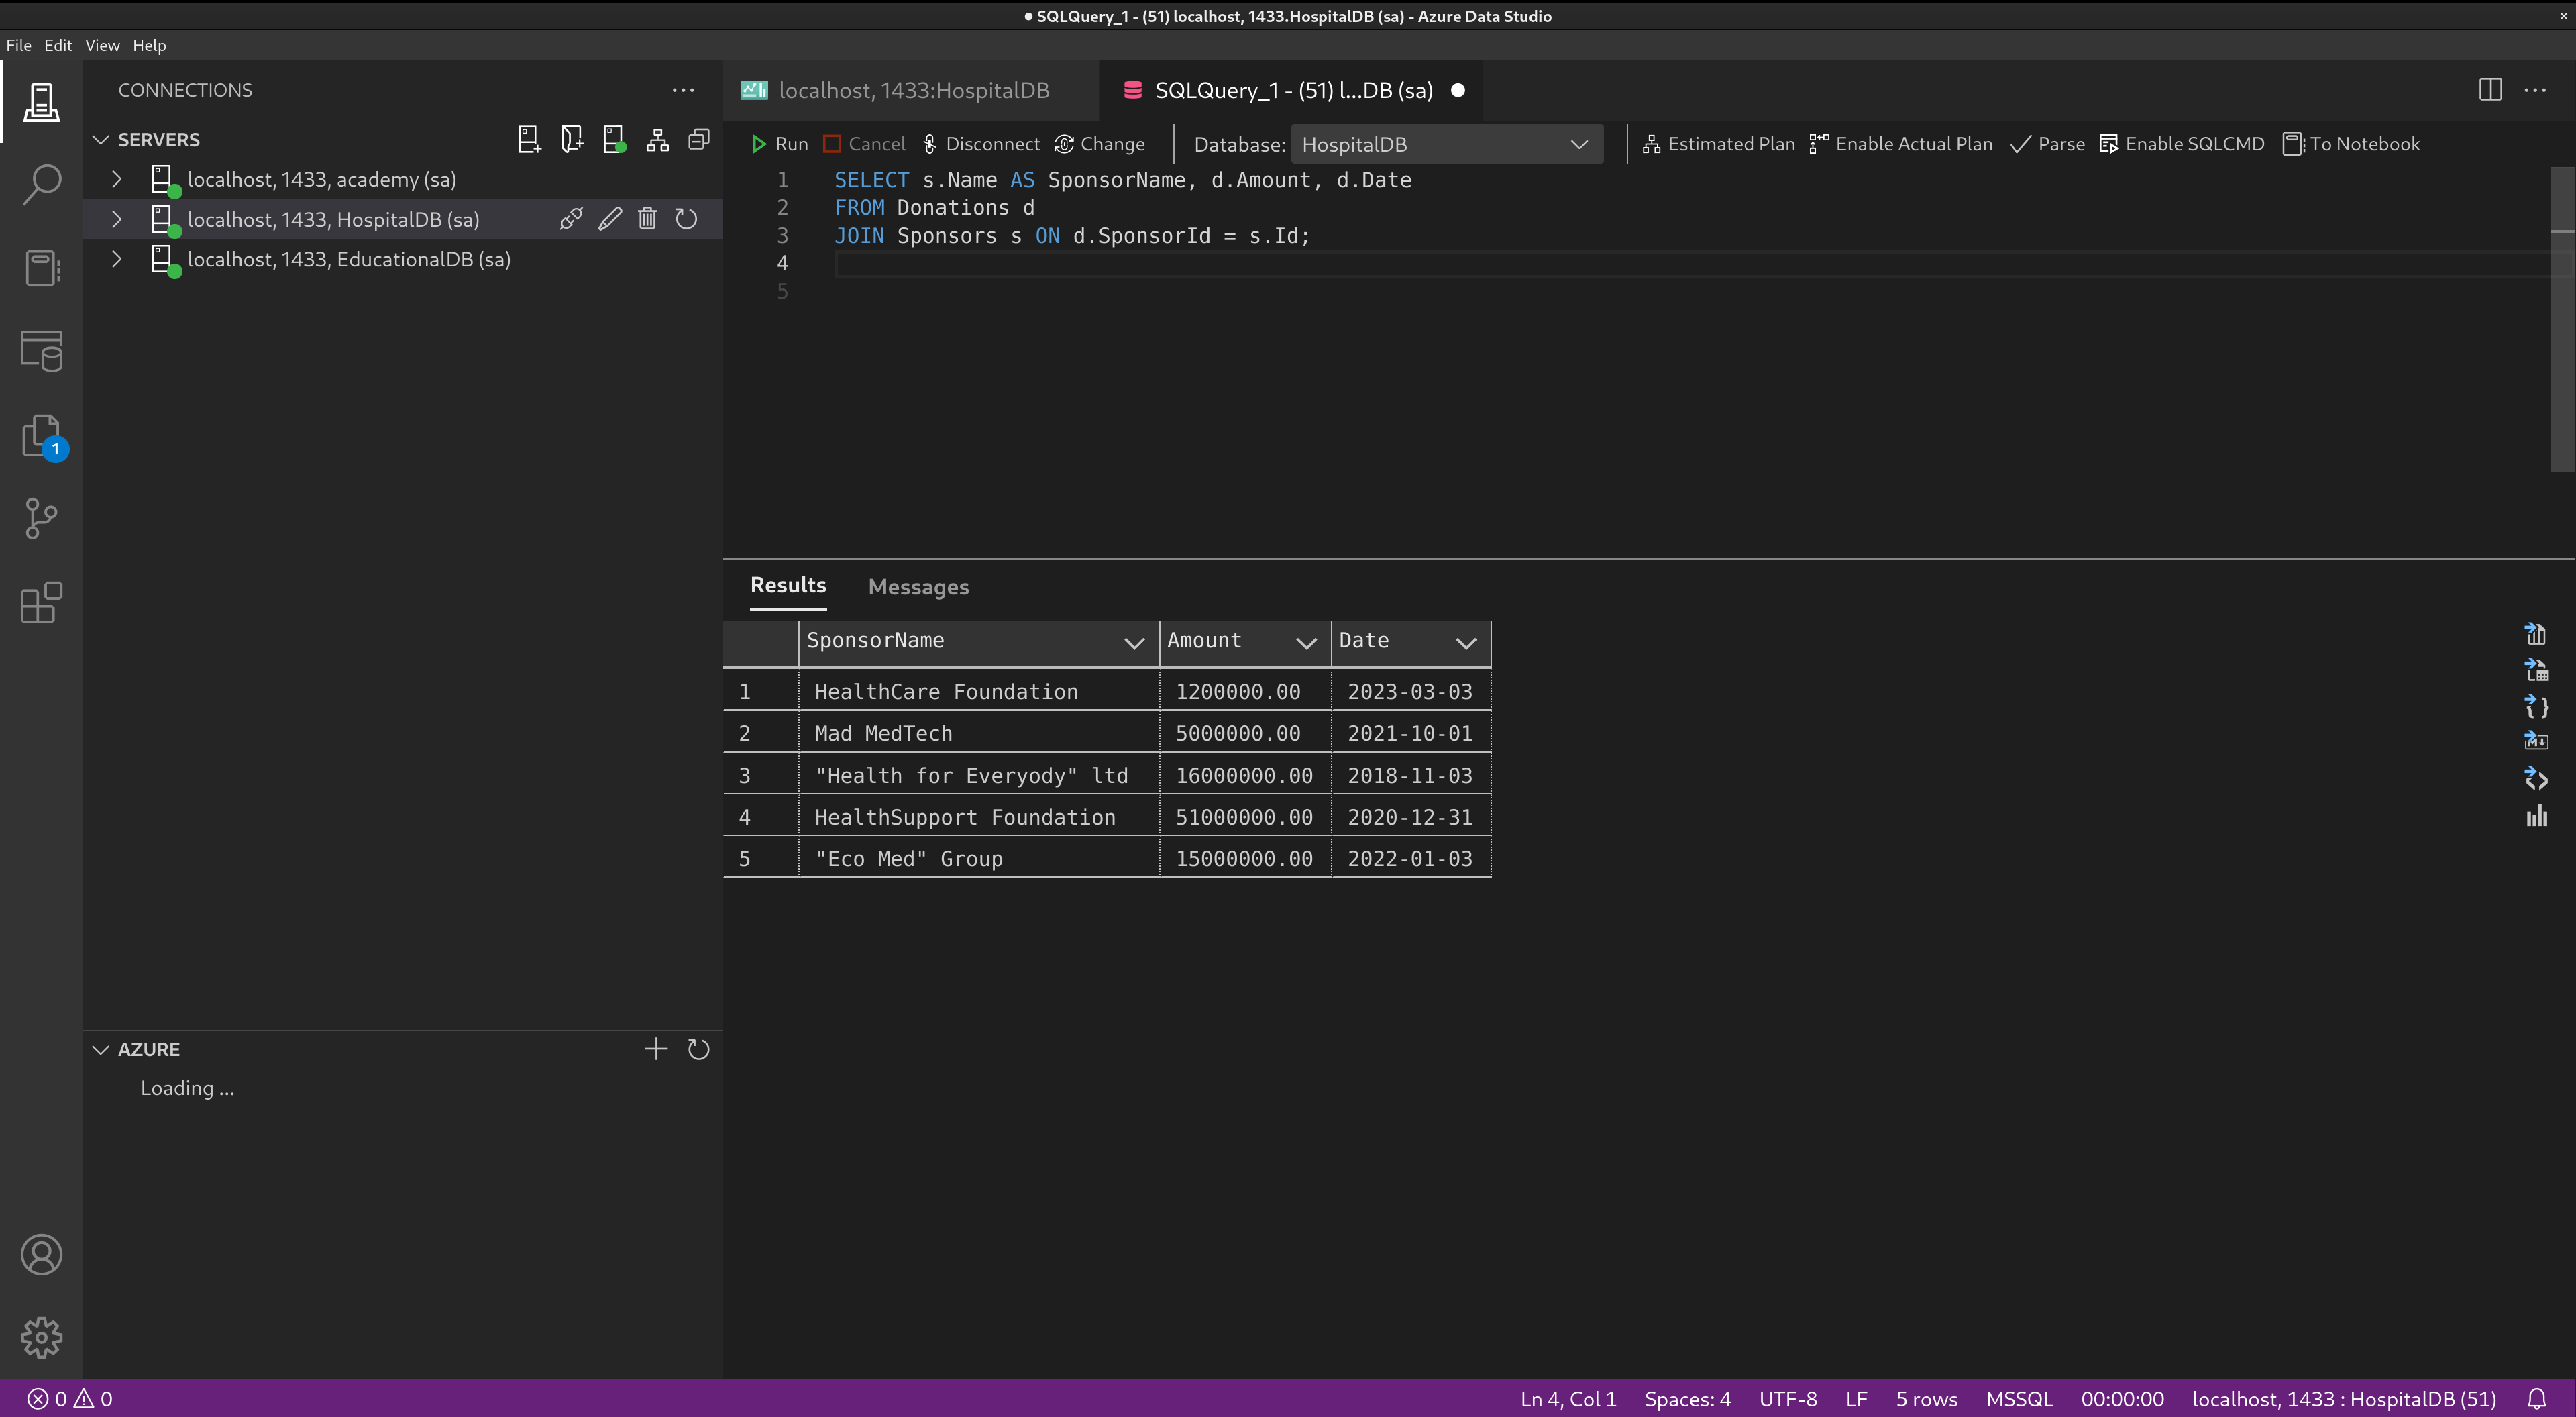 ● SQLQuery_1 - (51) localhost, 1433.HospitalDB (sa) - Azure Data Studio
File Edit View Help
CONNECTIONS
SERVERS
localhost, 1433, academy (sa)
localhost, 1433, HospitalDB (sa)
localhost, 1433, EducationalDB (sa)
1
AZURE
Loading ...
localhost, 1433:HospitalDB SQLQuery_1 - (51) l...DB (sa) ●
Run Cancel Disconnect Change Database: HospitalDB Estimated Plan Enable Actual Plan Parse Enable SQLCMD To Notebook
1 SELECT s.Name AS SponsorName, d.Amount, d.Date
2 FROM Donations d
3 JOIN Sponsors s ON d.SponsorId = s.Id;
4
5
Results Messages
SponsorName Amount Date
1 HealthCare Foundation 1200000.00 2023-03-03
2 Mad MedTech 5000000.00 2021-10-01
3 "Health for Everyody" ltd 16000000.00 2018-11-03
4 HealthSupport Foundation 51000000.00 2020-12-31
5 "Eco Med" Group 15000000.00 2022-01-03
0 0 Ln 4, Col 1 Spaces: 4 UTF-8 LF 5 rows MSSQL 00:00:00 localhost, 1433 : HospitalDB (51)